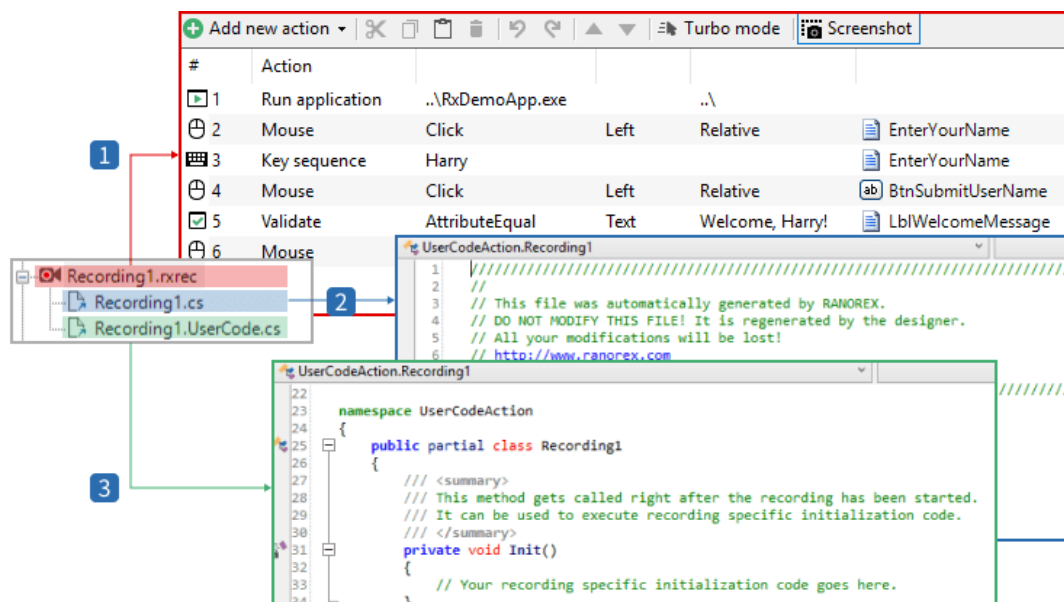 Add new action Turbo mode Screenshot
# Action
1 Run application ..\RxDemoApp.exe ..\
2 Mouse Click Left Relative EnterYourName
3 Key sequence Harry EnterYourName
4 Mouse Click Left Relative ab BtnSubmitUserName
5 Validate AttributeEqual Text Welcome, Harry! LblWelcomeMessage
6 Mouse
1
Recording1.rxrec
Recording1.cs
Recording1.UserCode.cs
2
3
UserCodeAction.Recording1
1 ////////////////////////////////////////////////////////////////////////////
2 //
3 // This file was automatically generated by RANOREX.
4 // DO NOT MODIFY THIS FILE! It is regenerated by the designer.
5 // All your modifications will be lost!
6 // http://www.ranorex.com
////////
UserCodeAction.Recording1
22
23 namespace UserCodeAction
24 {
25 public partial class Recording1
26 {
27 /// <summary>
28 /// This method gets called right after the recording has been started.
29 /// It can be used to execute recording specific initialization code.
30 /// </summary>
31 private void Init()
32 {
33 // Your recording specific initialization code goes here.
34 }